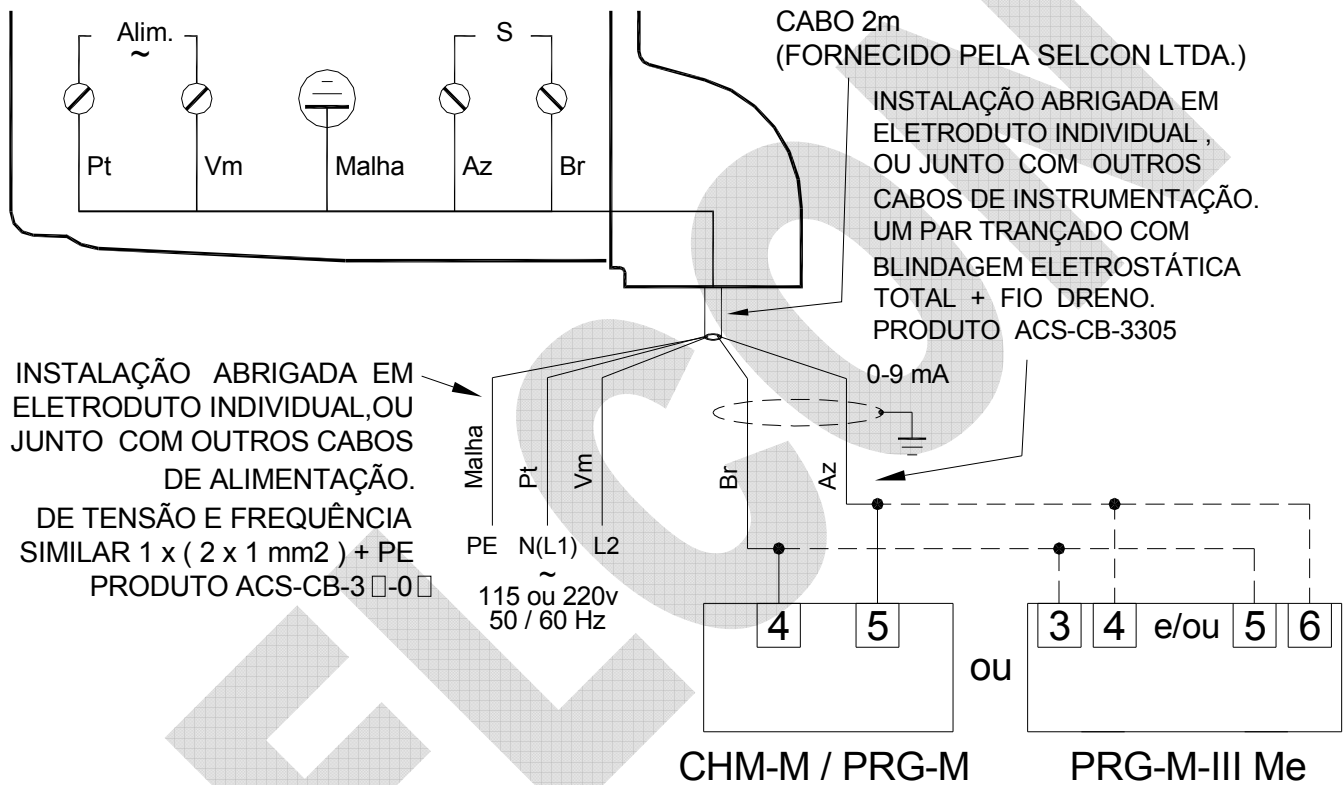 Alim.
~
S
Pt
Vm
Malha
Az
Br
CABO 2m
(FORNECIDO PELA SELCON LTDA.)
INSTALAÇÃO ABRIGADA EM
ELETRODUTO INDIVIDUAL ,
OU JUNTO COM OUTROS
CABOS DE INSTRUMENTAÇÃO.
UM PAR TRANÇADO COM
BLINDAGEM ELETROSTÁTICA
TOTAL + FIO DRENO.
PRODUTO ACS-CB-3305
INSTALAÇÃO ABRIGADA EM
ELETRODUTO INDIVIDUAL,OU
JUNTO COM OUTROS CABOS
DE ALIMENTAÇÃO.
DE TENSÃO E FREQUÊNCIA
SIMILAR 1 x ( 2 x 1 mm2 ) + PE
PRODUTO ACS-CB-3□-0□
0-9 mA
Malha
Pt
Vm
Br
Az
PE N(L1) L2
~
115 ou 220v
50 / 60 Hz
4 5
ou
3 4 e/ou 5 6
CHM-M / PRG-M
PRG-M-III Me
ELCON